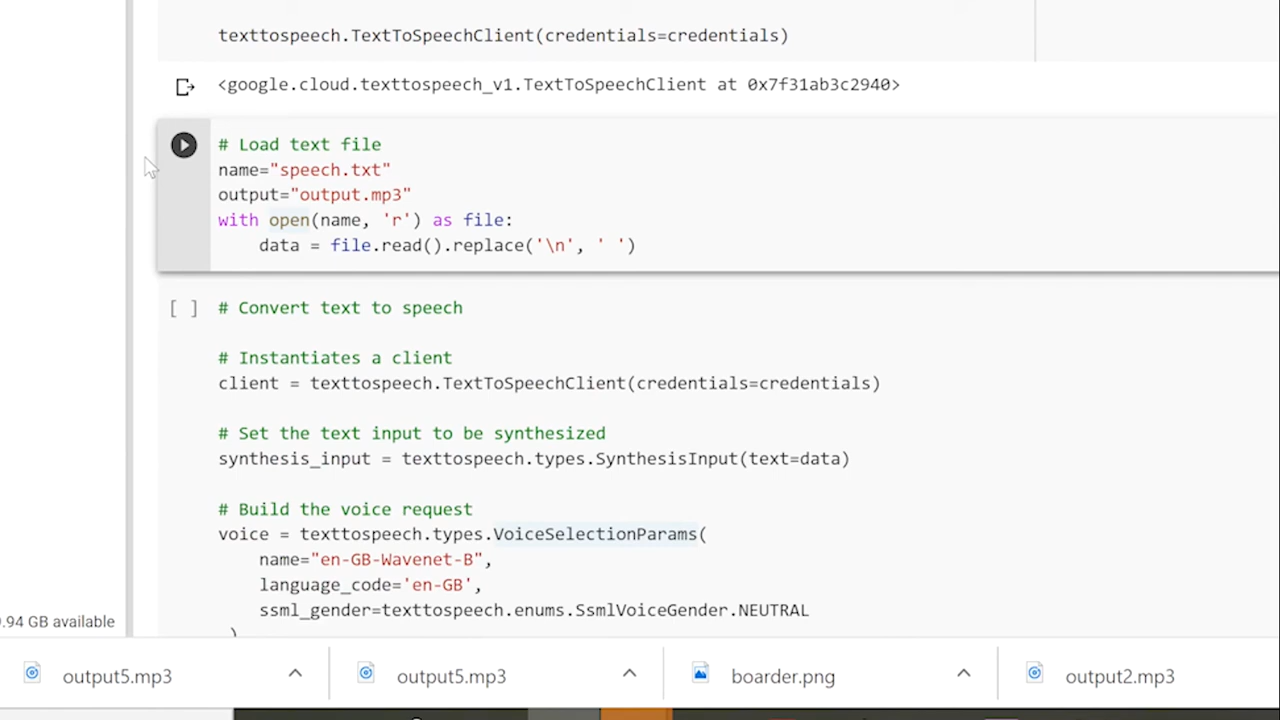 texttospeech.TextToSpeechClient(credentials=credentials)
<google.cloud.texttospeech_v1.TextToSpeechClient at 0x7f31ab3c2940>
# Load text file
name="speech.txt"
output="output.mp3"
with open(name, 'r') as file:
    data = file.read().replace('\n', ' ')
[ ] # Convert text to speech
# Instantiates a client
client = texttospeech.TextToSpeechClient(credentials=credentials)
# Set the text input to be synthesized
synthesis_input = texttospeech.types.SynthesisInput(text=data)
# Build the voice request
voice = texttospeech.types.VoiceSelectionParams(
    name="en-GB-Wavenet-B",
    language_code='en-GB',
    ssml_gender=texttospeech.enums.SsmlVoiceGender.NEUTRAL
)
.94 GB available
output5.mp3
output5.mp3
boarder.png
output2.mp3